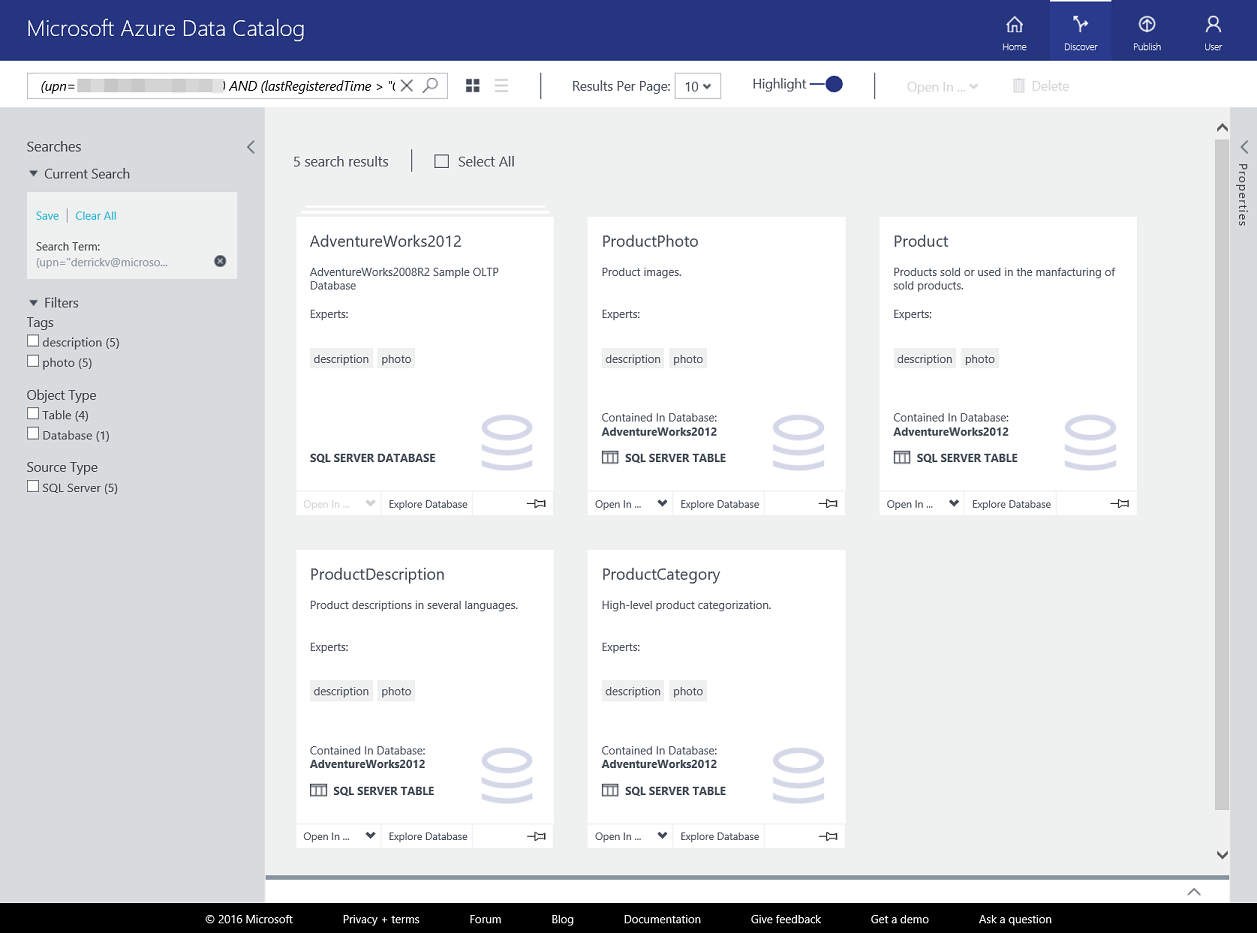 Microsoft Azure Data Catalog
Home
Discover
Publish
User
(upn= ) AND (lastRegisteredTime > "(
Results Per Page: 10
Highlight
Open In ...
Delete
Searches
Current Search
Save | Clear All
Search Term:
(upn="derrickv@microso...
Filters
Tags
description (5)
photo (5)
Object Type
Table (4)
Database (1)
Source Type
SQL Server (5)
5 search results
Select All
AdventureWorks2012
AdventureWorks2008R2 Sample OLTP
Database
Experts:
description photo
SQL SERVER DATABASE
Open In ... Explore Database
ProductPhoto
Product images.
Experts:
description photo
Contained In Database:
AdventureWorks2012
SQL SERVER TABLE
Open In ... Explore Database
Product
Products sold or used in the manfacturing of
sold products.
Experts:
description photo
Contained In Database:
AdventureWorks2012
SQL SERVER TABLE
Open In ... Explore Database
ProductDescription
Product descriptions in several languages.
Experts:
description photo
Contained In Database:
AdventureWorks2012
SQL SERVER TABLE
Open In ... Explore Database
ProductCategory
High-level product categorization.
Experts:
description photo
Contained In Database:
AdventureWorks2012
SQL SERVER TABLE
Open In ... Explore Database
Properties
© 2016 Microsoft
Privacy + terms
Forum
Blog
Documentation
Give feedback
Get a demo
Ask a question